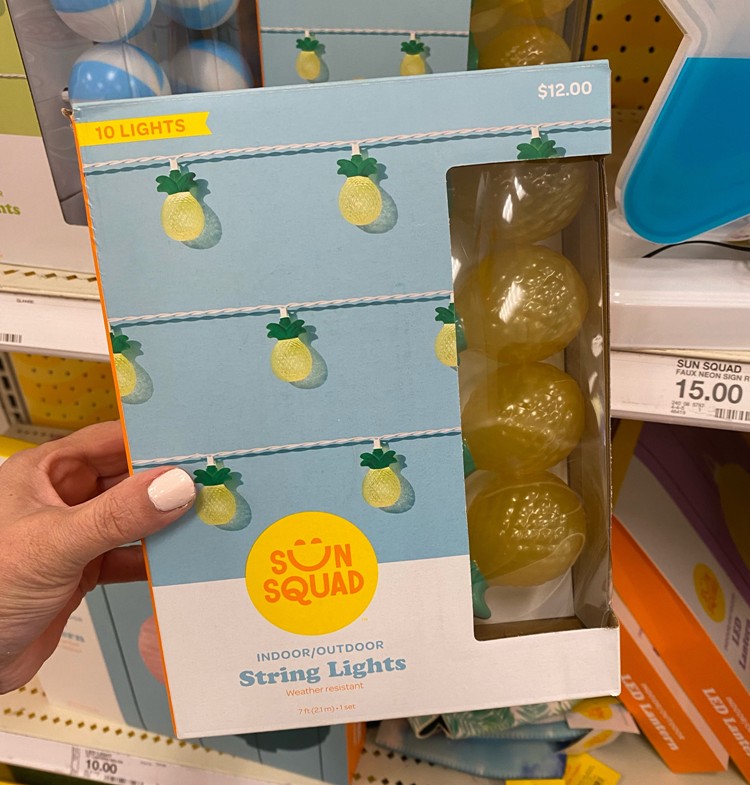 $12.00
10 LIGHTS
SUN
SQUAD
INDOOR/OUTDOOR
String Lights
Weather resistant
7 ft (2.1 m) • 1 set
SUN SQUAD
FAUX NEON SIGN R
15.00
10.00
LED Lantern
LED